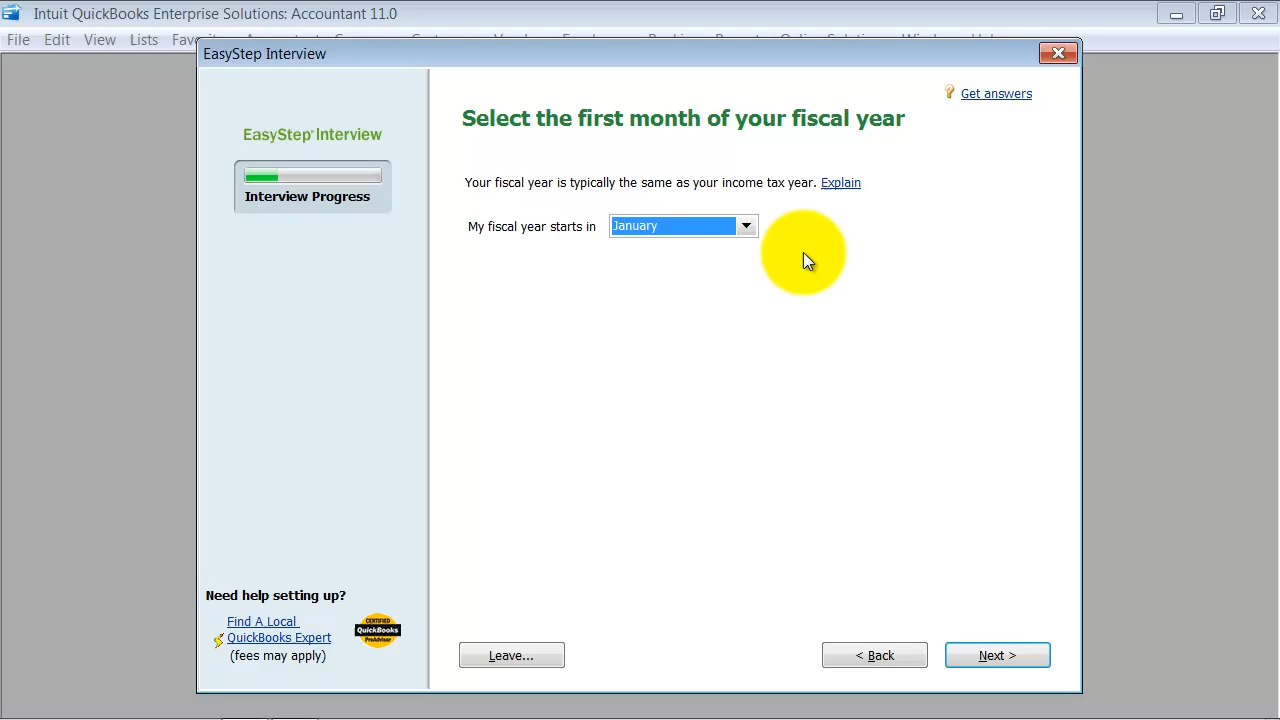 Intuit QuickBooks Enterprise Solutions: Accountant 11.0
File Edit View Lists
EasyStep Interview
Get answers
EasyStep Interview
Interview Progress
Select the first month of your fiscal year
Your fiscal year is typically the same as your income tax year. Explain
My fiscal year starts in January
Need help setting up?
Find A Local
QuickBooks Expert
(fees may apply)
CERTIFIED
QuickBooks
ProAdvisor
Leave...
< Back
Next >